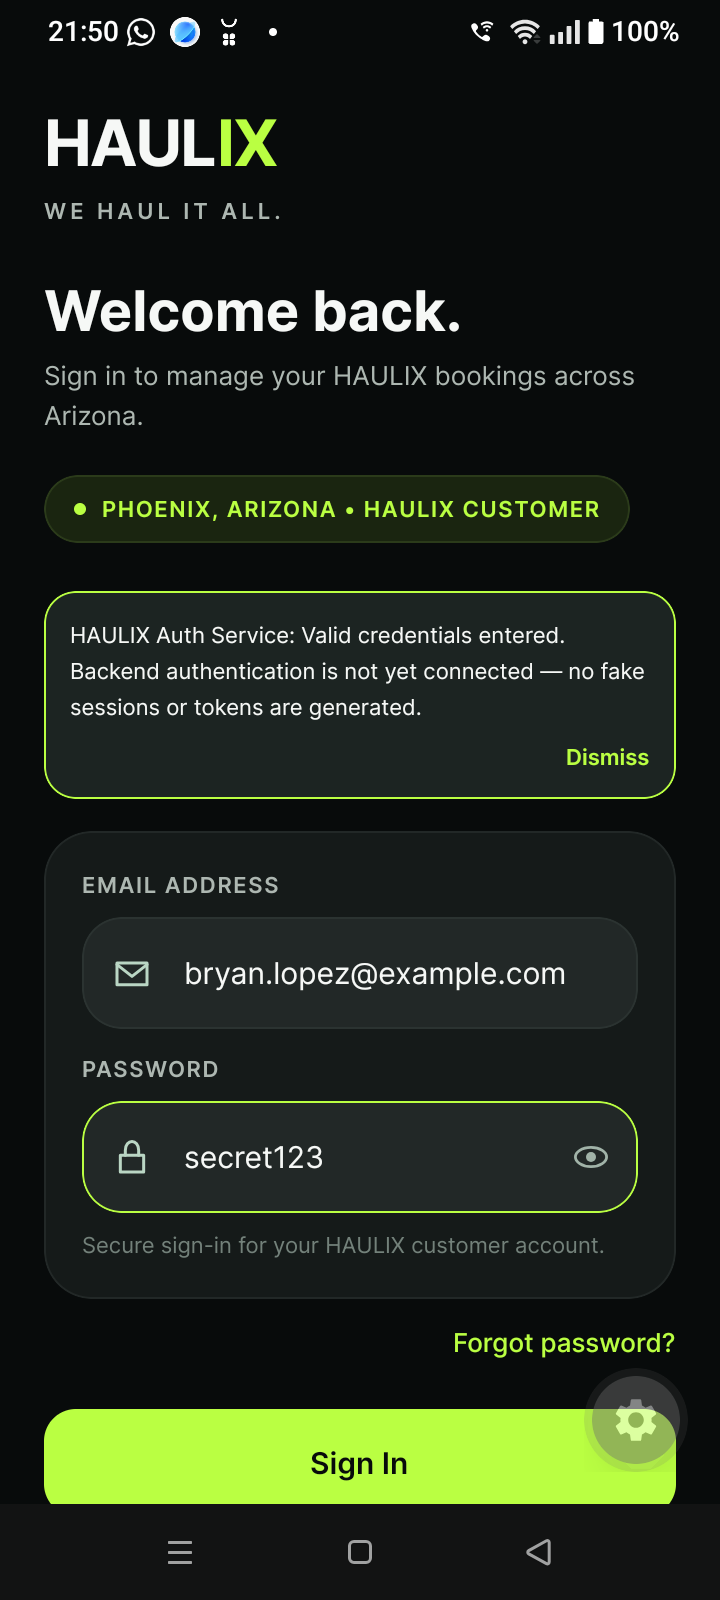 21:50 100%
HAULIX
WE HAUL IT ALL.
Welcome back.
Sign in to manage your HAULIX bookings across
Arizona.
PHOENIX, ARIZONA • HAULIX CUSTOMER
HAULIX Auth Service: Valid credentials entered.
Backend authentication is not yet connected — no fake
sessions or tokens are generated.
Dismiss
EMAIL ADDRESS
bryan.lopez@example.com
PASSWORD
secret123
Secure sign-in for your HAULIX customer account.
Forgot password?
Sign In